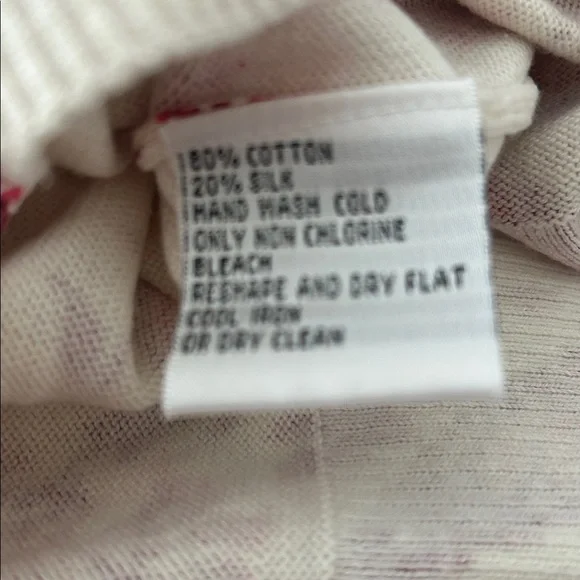 80% COTTON
20% SILK
HAND WASH COLD
ONLY NON CHLORINE
BLEACH
RESHAPE AND DRY FLAT
COOL IRON
OR DRY CLEAN